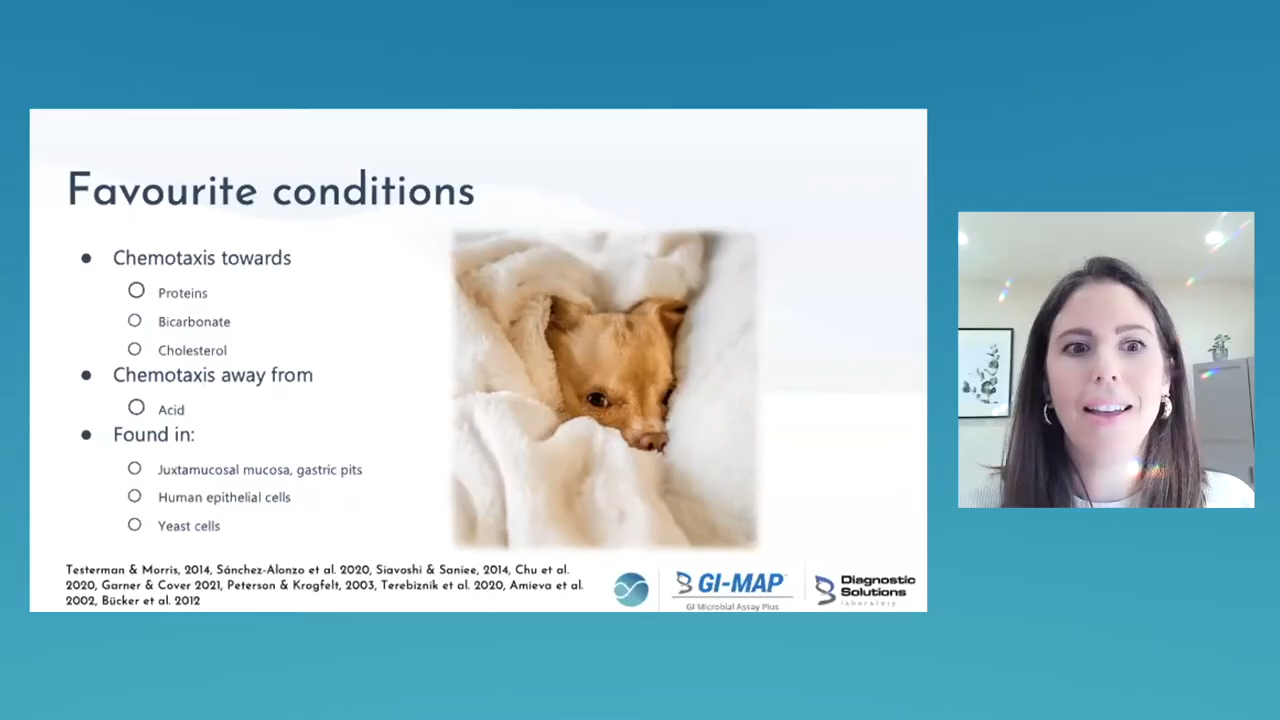 Favourite conditions
Chemotaxis towards
Proteins
Bicarbonate
Cholesterol
Chemotaxis away from
Acid
Found in:
Juxtamucosal mucosa, gastric pits
Human epithelial cells
Yeast cells
Testerman & Morris, 2014, Sánchez-Alonzo et al. 2020, Siavoshi & Saniee, 2014, Chu et al.
2020, Garner & Cover 2021, Peterson & Krogfelt, 2003, Terebiznik et al. 2020, Amieva et al.
2002, Bücker et al. 2012
GI-MAP
GI Microbial Assay Plus
Diagnostic
Solutions
laboratory